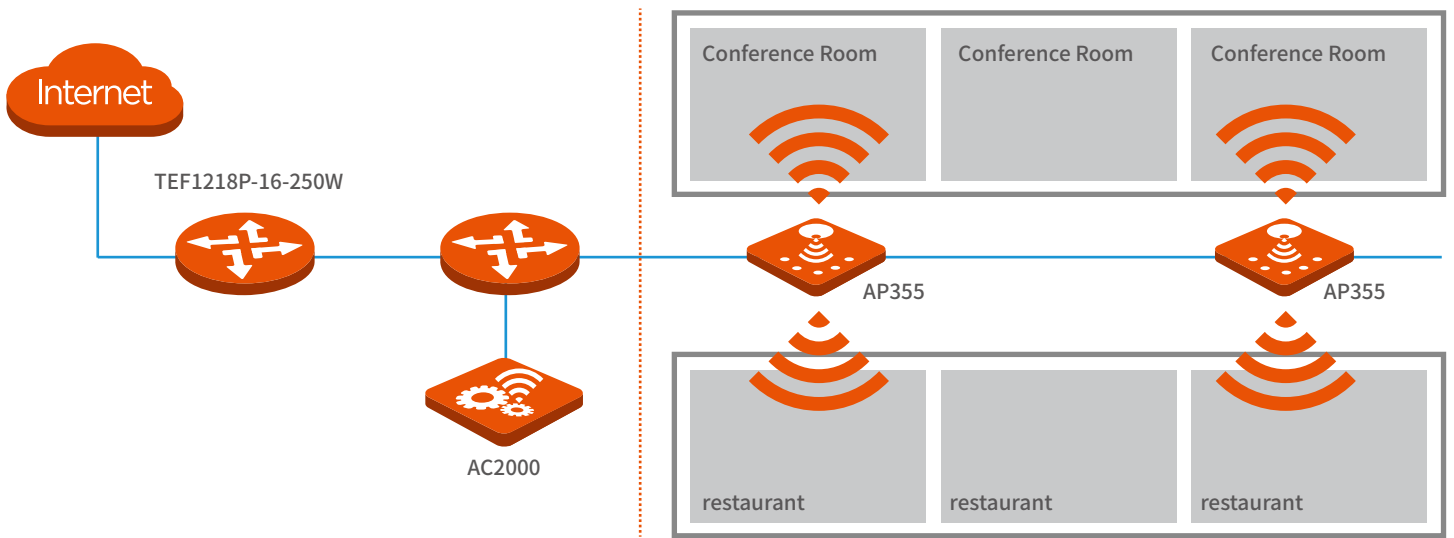 Internet
TEF1218P-16-250W
AC2000
Conference Room
Conference Room
Conference Room
AP355
AP355
restaurant
restaurant
restaurant